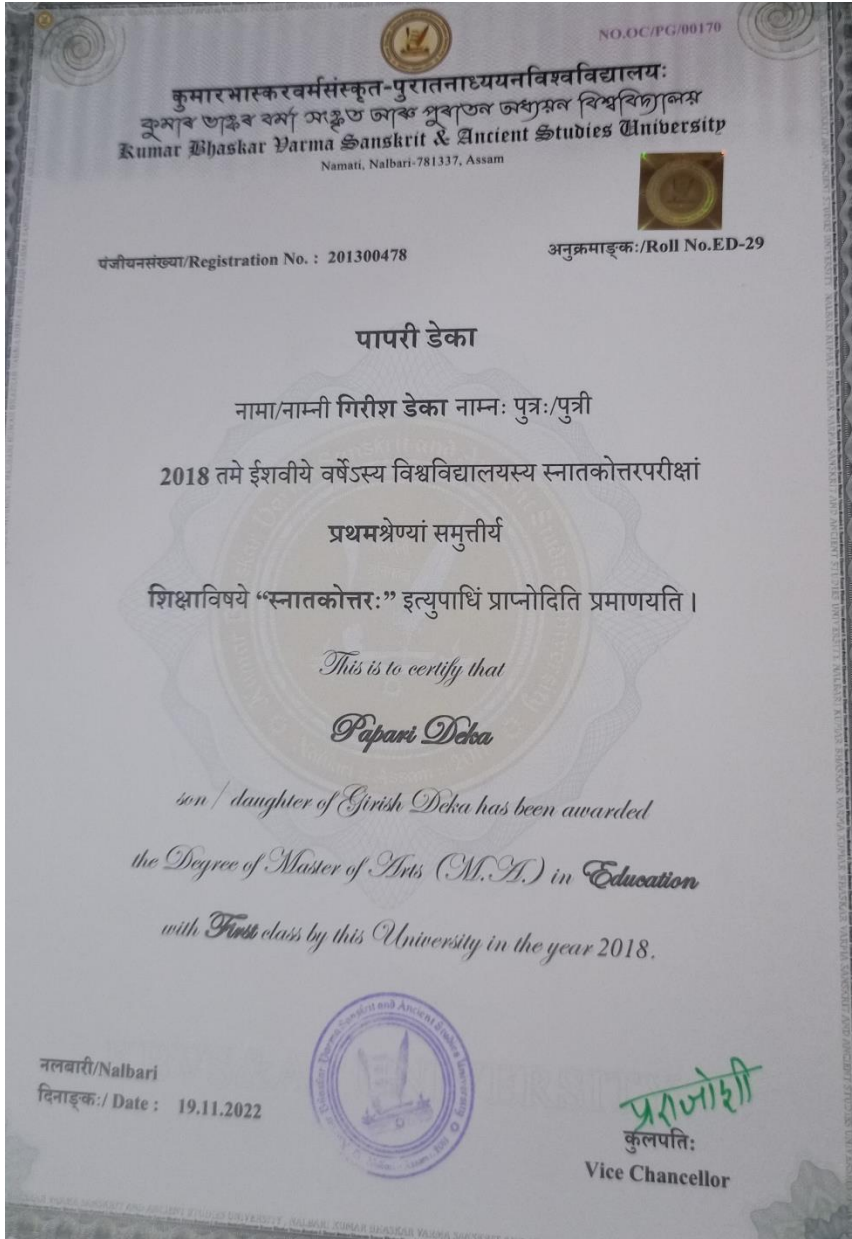 NO.OC/PG/00170
कुमारभास्करवर्मसंस्कृत-पुरातनाध्ययनविश्वविद्यालयः
কুমাৰ ভাস্কৰ বৰ্মা সংস্কৃত আৰু পুৰাতন অধ্যয়ন বিশ্ববিদ্যালয়
Kumar Bhaskar Varma Sanskrit & Ancient Studies University
Namati, Nalbari-781337, Assam
पंजीयनसंख्या/Registration No. : 201300478
अनुक्रमाङ्कः/Roll No.ED-29
पापरी डेका
नामा/नाम्नी गिरीश डेका नाम्नः पुत्रः/पुत्री
2018 तमे ईशवीये वर्षेऽस्य विश्वविद्यालयस्य स्नातकोत्तरपरीक्षां
प्रथमश्रेण्यां समुत्तीर्य
शिक्षाविषये “स्नातकोत्तरः” इत्युपाधिं प्राप्नोदिति प्रमाणयति ।
This is to certify that
Papari Deka
son / daughter of Girish Deka has been awarded
the Degree of Master of Arts (M.A.) in Education
with First class by this University in the year 2018.
नलबारी/Nalbari
दिनाङ्कः/ Date : 19.11.2022
कुलपतिः
Vice Chancellor